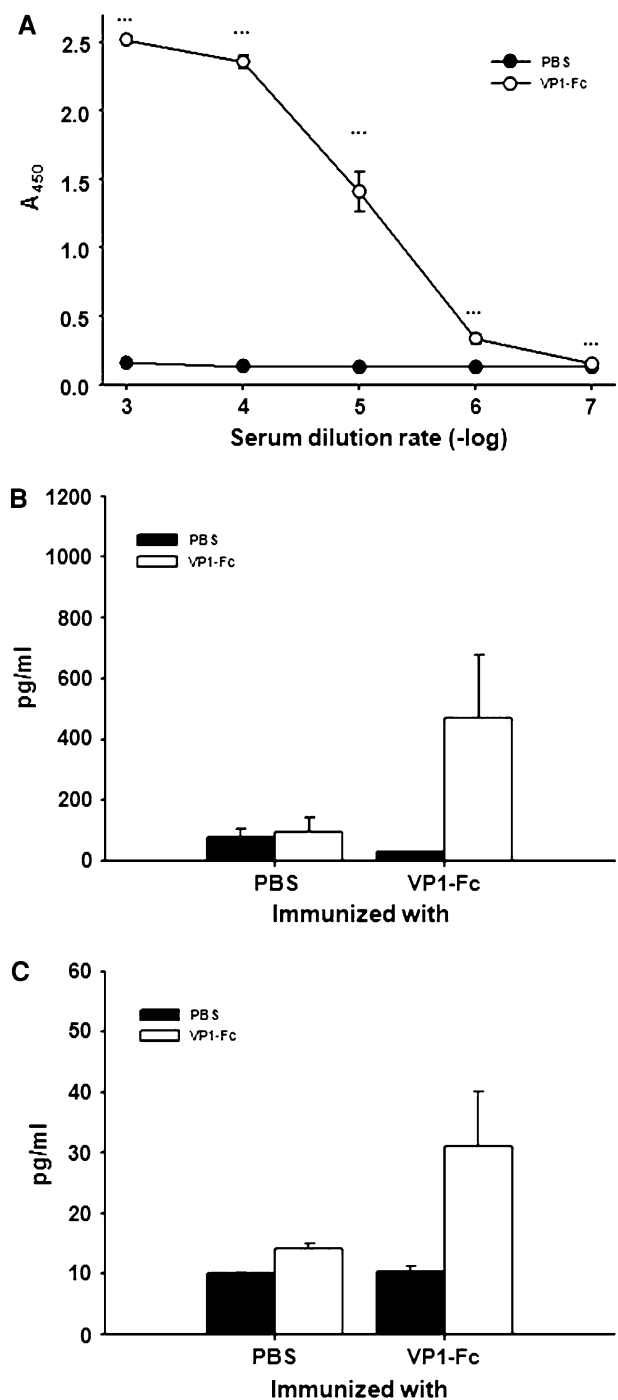 A
...
...
...
...
...
PBS
VP1-Fc
2.5
2.0
1.5
1.0
0.5
0.0
A450
3 4 5 6 7
Serum dilution rate (-log)
B
1200
1000
800
600
400
200
0
pg/ml
PBS
VP1-Fc
PBS VP1-Fc
Immunized with
C
60
50
40
30
20
10
0
pg/ml
PBS
VP1-Fc
PBS VP1-Fc
Immunized with